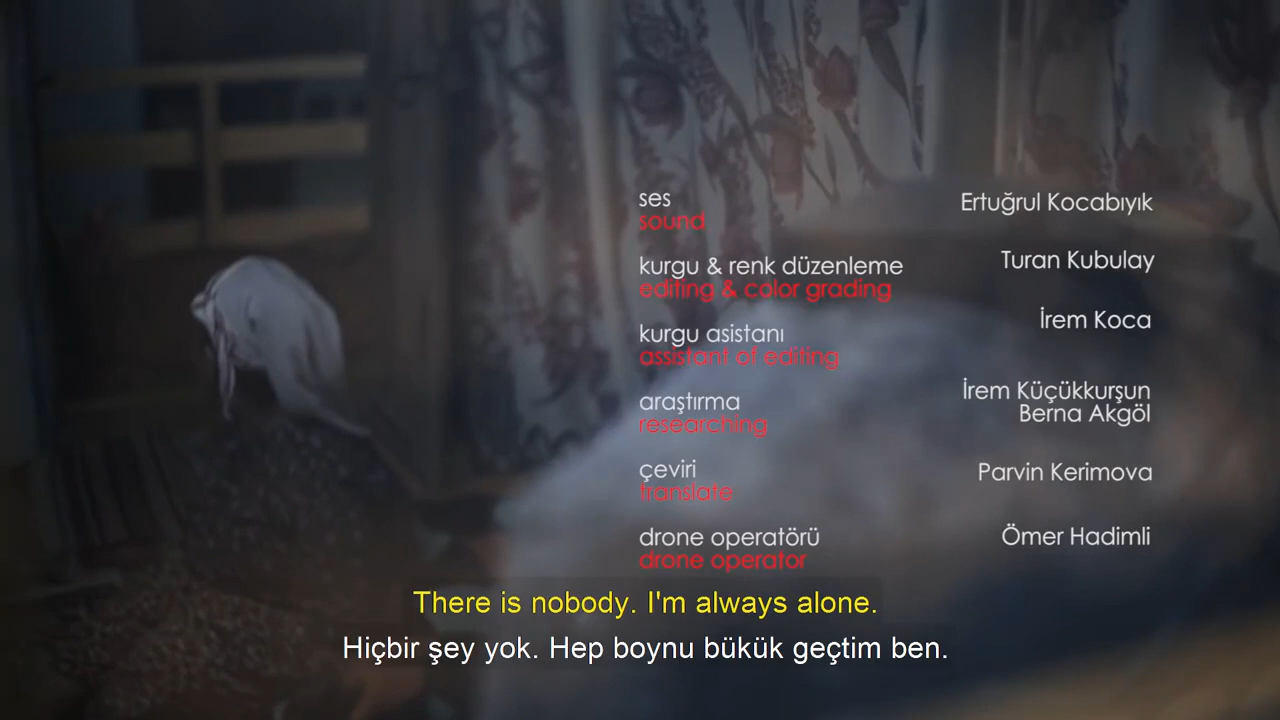 ses
sound
Ertuğrul Kocabıyık
kurgu & renk düzenleme
editing & color grading
Turan Kubulay
kurgu asistanı
assistant of editing
İrem Koca
araştırma
researching
İrem Küçükkurşun
Berna Akgöl
çeviri
translate
Parvin Kerimova
drone operatörü
drone operator
Ömer Hadimli
There is nobody. I'm always alone.
Hiçbir şey yok. Hep boynu bükük geçtim ben.